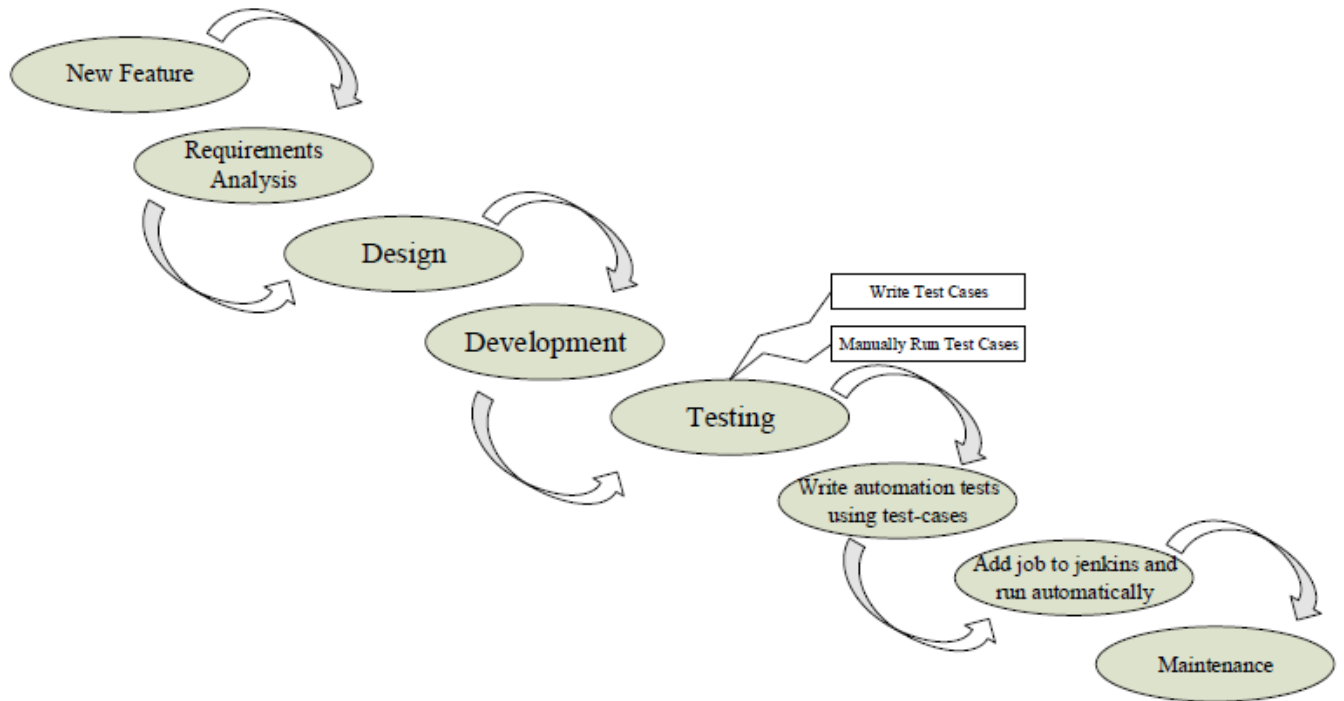 New Feature
Requirements
Analysis
Design
Write Test Cases
Development
Manually Run Test Cases
Testing
Write automation tests
using test-cases
Add job to jenkins and
run automatically
Maintenance